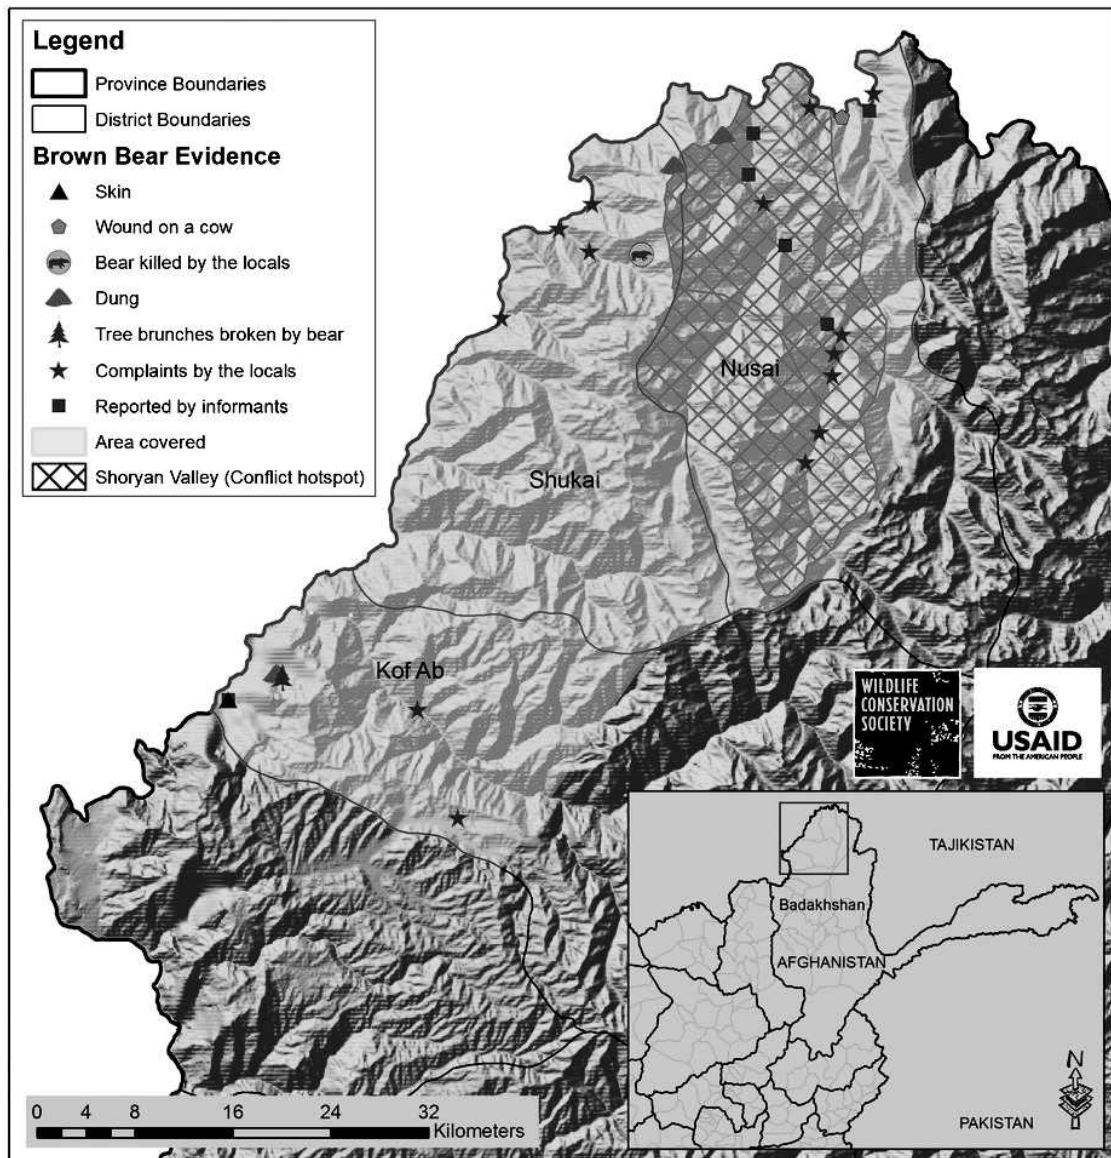 Legend
Province Boundaries
District Boundaries
Brown Bear Evidence
Skin
Wound on a cow
Bear killed by the locals
Dung
Tree brunches broken by bear
Complaints by the locals
Reported by informants
Area covered
Shoryan Valley (Conflict hotspot)
Nusai
Shukai
Kof Ab
WILDLIFE
CONSERVATION
SOCIETY
USAID
FROM THE AMERICAN PEOPLE
TAJIKISTAN
Badakhshan
AFGHANISTAN
PAKISTAN
N
0 4 8 16 24 32
Kilometers